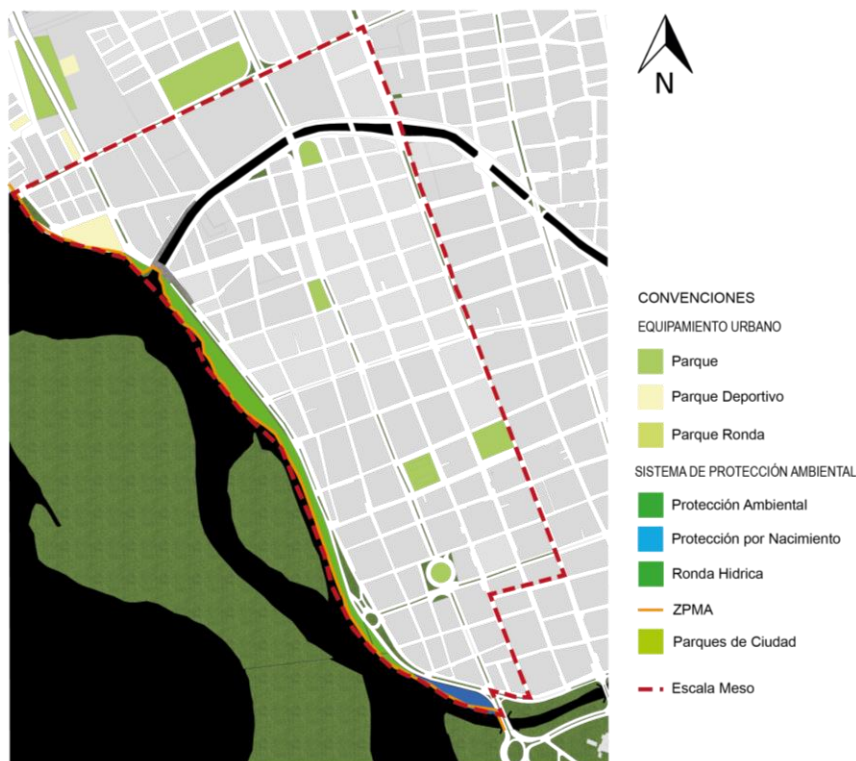 N
CONVENCIONES
EQUIPAMIENTO URBANO
Parque
Parque Deportivo
Parque Ronda
SISTEMA DE PROTECCIÓN AMBIENTAL
Protección Ambiental
Protección por Nacimiento
Ronda Hidrica
ZPMA
Parques de Ciudad
Escala Meso